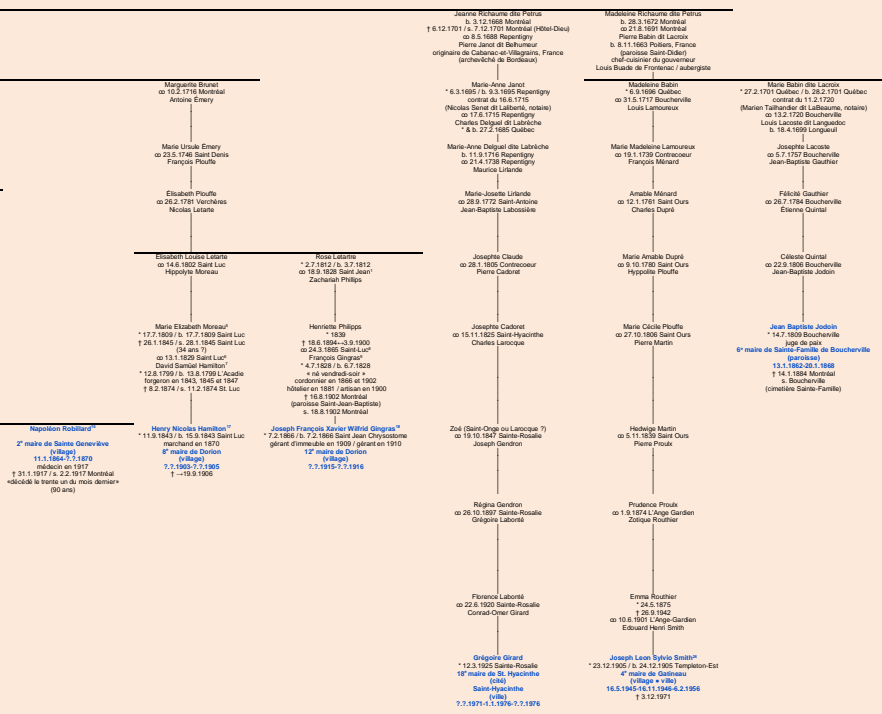 Jeanne Richaume dite Petrus
b. 3.12.1668 Montréal
† 6.12.1701 / s. 7.12.1701 Montréal (Hôtel-Dieu)
∞ 8.5.1688 Repentigny
Pierre Janot dit Belhumeur
originaire de Cabanac-et-Villagrains, France
(archevêché de Bordeaux)
Madeleine Richaume dite Petrus
b. 28.3.1672 Montréal
∞ 21.8.1691 Montréal
Pierre Babin dit Lacroix
b. 8.11.1663 Poitiers, France
(paroisse Saint-Didier)
chef-cuisinier du gouverneur
Louis Buade de Frontenac / aubergiste
Marguerite Brunet
∞ 10.2.1716 Montréal
Antoine Émery
Marie-Anne Janot
* 6.3.1695 / b. 9.3.1695 Repentigny
contrat du 16.6.1715
(Nicolas Senet dit Laliberté, notaire)
∞ 17.6.1715 Repentigny
Charles Delguel dit Labrèche
* & b. 27.2.1685 Québec
Madeleine Babin
* 6.9.1696 Québec
∞ 31.5.1717 Boucherville
Louis Lamoureux
Marie Babin dite Lacroix
* 27.2.1701 Québec / b. 28.2.1701 Québec
contrat du 11.2.1720
(Marien Tailhandier dit LaBeaume, notaire)
∞ 13.2.1720 Boucherville
Louis Lacoste dit Languedoc
b. 18.4.1699 Longueuil
Marie Ursule Émery
∞ 23.5.1746 Saint Denis
François Plouffe
Marie-Anne Delguel dite Labrèche
b. 11.9.1716 Repentigny
∞ 21.4.1738 Repentigny
Maurice Lirlande
Marie Madeleine Lamoureux
∞ 19.1.1739 Contrecoeur
François Ménard
Josephte Lacoste
∞ 5.7.1757 Boucherville
Jean-Baptiste Gauthier
Élisabeth Plouffe
∞ 26.2.1781 Verchères
Nicolas Letarte
Marie-Josette Lirlande
∞ 28.9.1772 Saint-Antoine
Jean-Baptiste Labossière
Amable Ménard
∞ 12.1.1761 Saint Ours
Charles Dupré
Félicité Gauthier
∞ 26.7.1784 Boucherville
Étienne Quintal
Elisabeth Louise Letarte
∞ 14.6.1802 Saint Luc
Hippolyte Moreau
Rose Letartre
* 2.7.1812 / b. 3.7.1812
∞ 18.9.1828 Saint Jean¹
Zachariah Phillips
Josephte Claude
∞ 28.1.1805 Contrecoeur
Pierre Cadoret
Marie Amable Dupré
∞ 9.10.1780 Saint Ours
Hyppolite Plouffe
Céleste Quintal
∞ 22.9.1806 Boucherville
Jean-Baptiste Jodoin
Marie Elizabeth Moreau⁶
* 17.7.1809 / b. 17.7.1809 Saint Luc
† 26.1.1845 / s. 28.1.1845 Saint Luc
(34 ans ?)
∞ 13.1.1829 Saint Luc⁶
David Samüel Hamilton⁷
* 12.8.1799 / b. 13.8.1799 L'Acadie
forgeron en 1843, 1845 et 1847
† 8.2.1874 / s. 11.2.1874 St. Luc
Henriette Philipps
* 1839
† 18.6.1894↔3.9.1900
∞ 24.3.1865 Saint-Luc⁸
François Gingras⁹
* 4.7.1828 / b. 6.7.1828
« né vendredi-soir »
cordonnier en 1866 et 1902
hôtelier en 1881 / artisan en 1900
† 16.8.1902 Montréal
(paroisse Saint-Jean-Baptiste)
s. 18.8.1902 Montréal
Josephte Cadoret
∞ 15.11.1825 Saint-Hyacinthe
Charles Larocque
Marie Cécile Plouffe
∞ 27.10.1806 Saint Ours
Pierre Martin
Jean Baptiste Jodoin
* 14.7.1809 Boucherville
juge de paix
6ᵉ maire de Sainte-Famille de Boucherville
(paroisse)
13.1.1862-20.1.1868
† 14.1.1884 Montréal
s. Boucherville
(cimetière Sainte-Famille)
Napoléon Robillard¹⁶
2ᵉ maire de Sainte Geneviève
(village)
11.1.1864-?.?.1870
médecin en 1917
† 31.1.1917 / s. 2.2.1917 Montréal
«décédé le trente un du mois dernier»
(90 ans)
Henry Nicolas Hamilton¹⁷
* 11.9.1843 / b. 15.9.1843 Saint Luc
marchand en 1870
8ᵉ maire de Dorion
(village)
?.?.1903-?.?.1905
† →19.9.1906
Joseph François Xavier Wilfrid Gingras¹⁸
* 7.2.1866 / b. 7.2.1866 Saint Jean Chrysostome
gérant d'immeuble en 1909 / gérant en 1910
12ᵉ maire de Dorion
(village)
?.?.1915-?.?.1916
Zoë (Saint-Onge ou Larocque ?)
∞ 19.10.1847 Sainte-Rosalie
Joseph Gendron
Hedwige Martin
∞ 5.11.1839 Saint Ours
Pierre Proulx
Régina Gendron
∞ 26.10.1897 Sainte-Rosalie
Grégoire Labonté
Prudence Proulx
∞ 1.9.1874 L'Ange Gardien
Zotique Routhier
Florence Labonté
∞ 22.6.1920 Sainte-Rosalie
Conrad-Omer Girard
Emma Routhier
* 24.5.1875
† 26.9.1942
∞ 10.6.1901 L'Ange-Gardien
Edouard Henri Smith
Grégoire Girard
* 12.3.1925 Sainte-Rosalie
18ᵉ maire de St. Hyacinthe
(cité)
Saint-Hyacinthe
(ville)
?.?.1971-1.1.1976-?.?.1976
Joseph Leon Sylvio Smith²⁶
* 23.12.1905 / b. 24.12.1905 Templeton-Est
4ᵉ maire de Gatineau
(village ● ville)
16.5.1945-16.11.1946-6.2.1956
† 3.12.1971